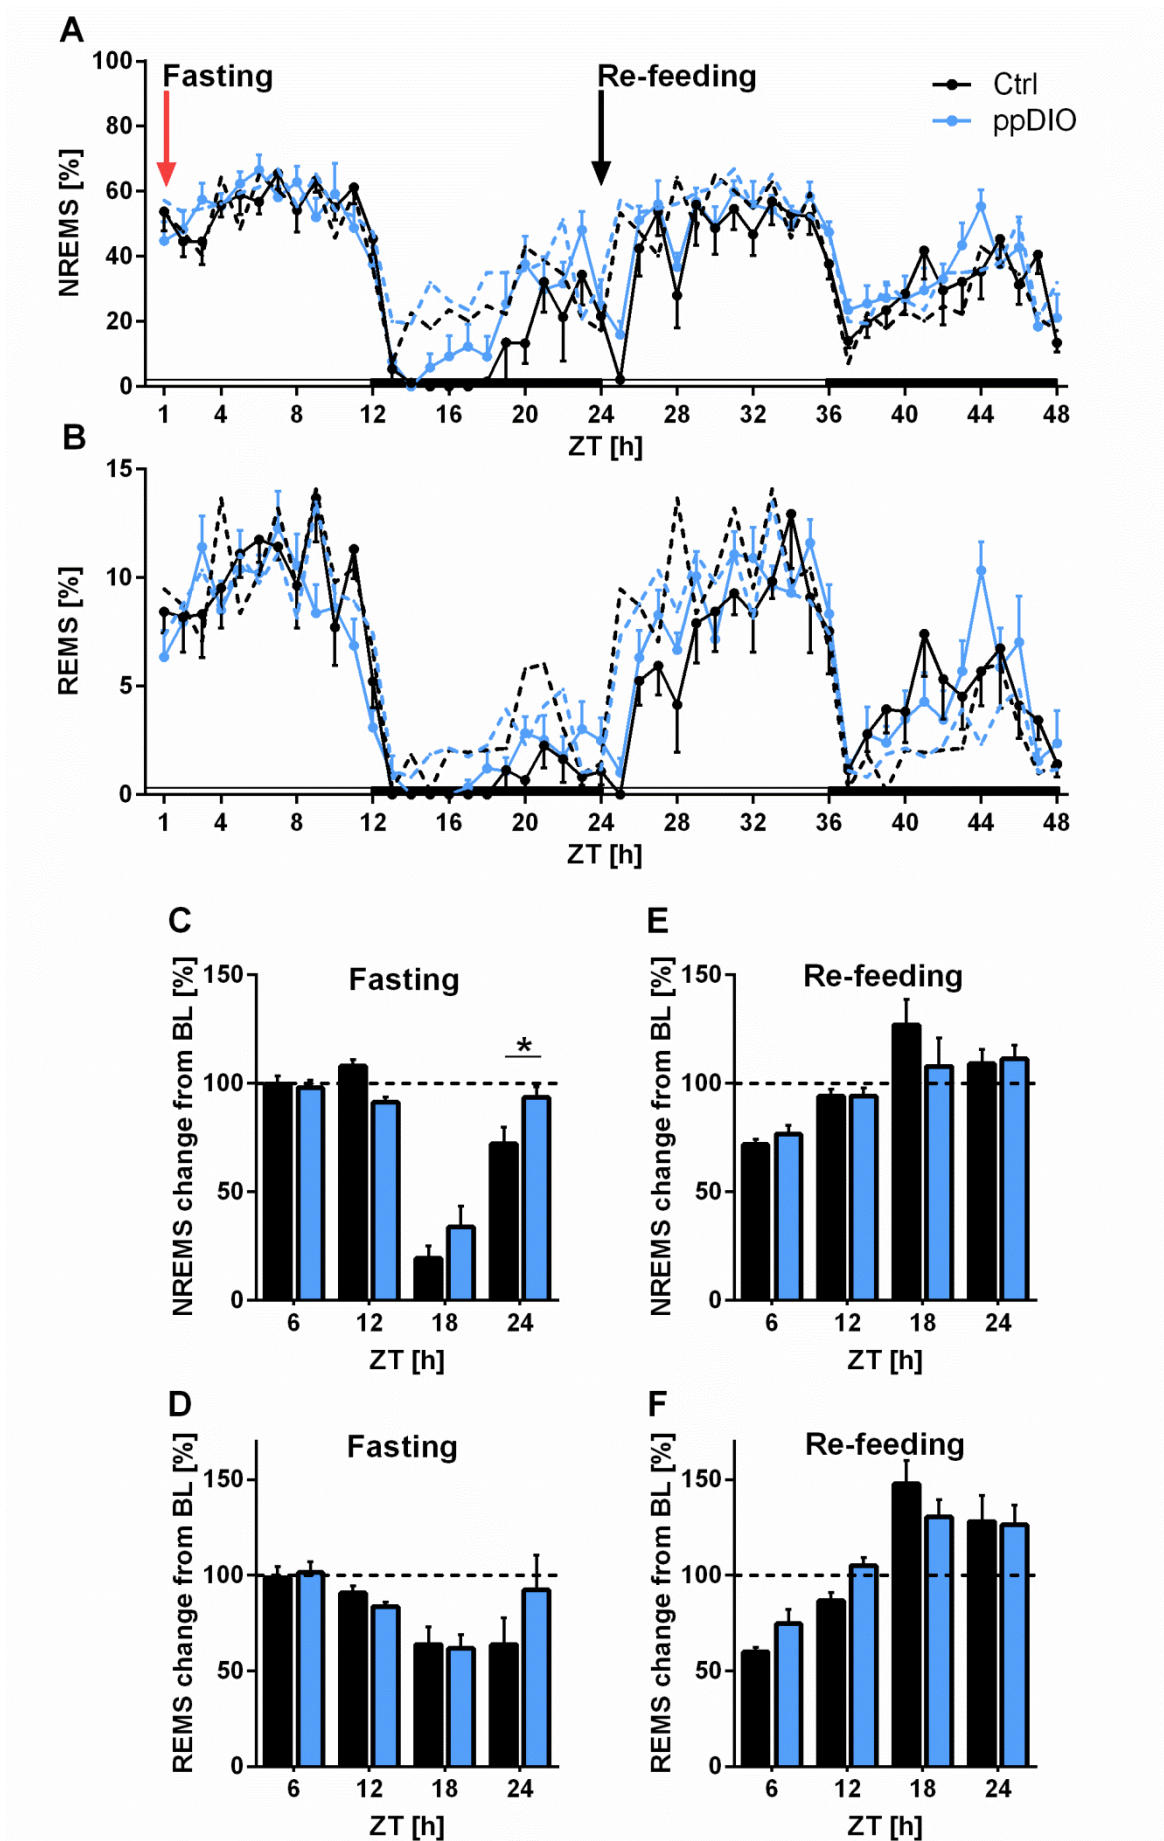 A
Fasting
Re-feeding
Ctrl
ppDIO
NREMS [%]
100
80
60
40
20
0
1 4 8 12 16 20 24 28 32 36 40 44 48
ZT [h]
B
REMS [%]
15
10
5
0
1 4 8 12 16 20 24 28 32 36 40 44 48
ZT [h]
C
Fasting
NREMS change from BL [%]
150
100
50
0
*
6 12 18 24
ZT [h]
E
Re-feeding
NREMS change from BL [%]
150
100
50
0
6 12 18 24
ZT [h]
D
Fasting
REMS change from BL [%]
150
100
50
0
6 12 18 24
ZT [h]
F
Re-feeding
REMS change from BL [%]
150
100
50
0
6 12 18 24
ZT [h]